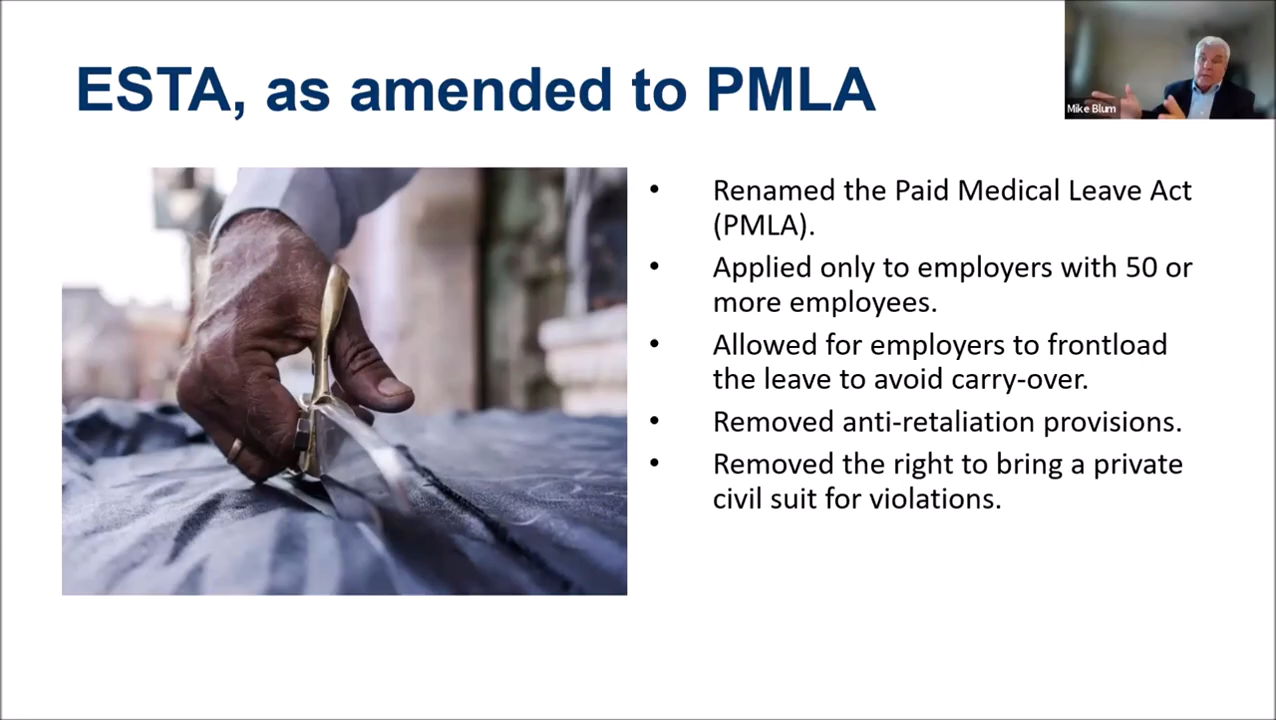 ESTA, as amended to PMLA
Mike Blum
• Renamed the Paid Medical Leave Act
(PMLA).
• Applied only to employers with 50 or
more employees.
• Allowed for employers to frontload
the leave to avoid carry-over.
• Removed anti-retaliation provisions.
• Removed the right to bring a private
civil suit for violations.